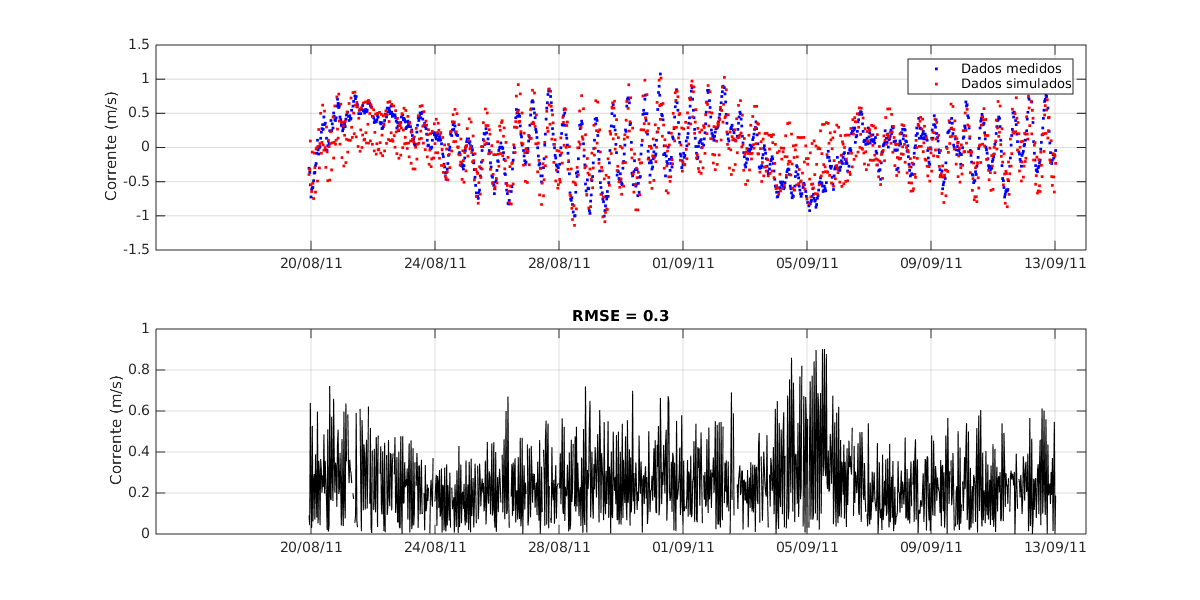 1.5
1
0.5
0
-0.5
-1
-1.5
Corrente (m/s)
Dados medidos
Dados simulados
20/08/11 24/08/11 28/08/11 01/09/11 05/09/11 09/09/11 13/09/11
RMSE = 0.3
1
0.8
0.6
0.4
0.2
0
Corrente (m/s)
20/08/11 24/08/11 28/08/11 01/09/11 05/09/11 09/09/11 13/09/11